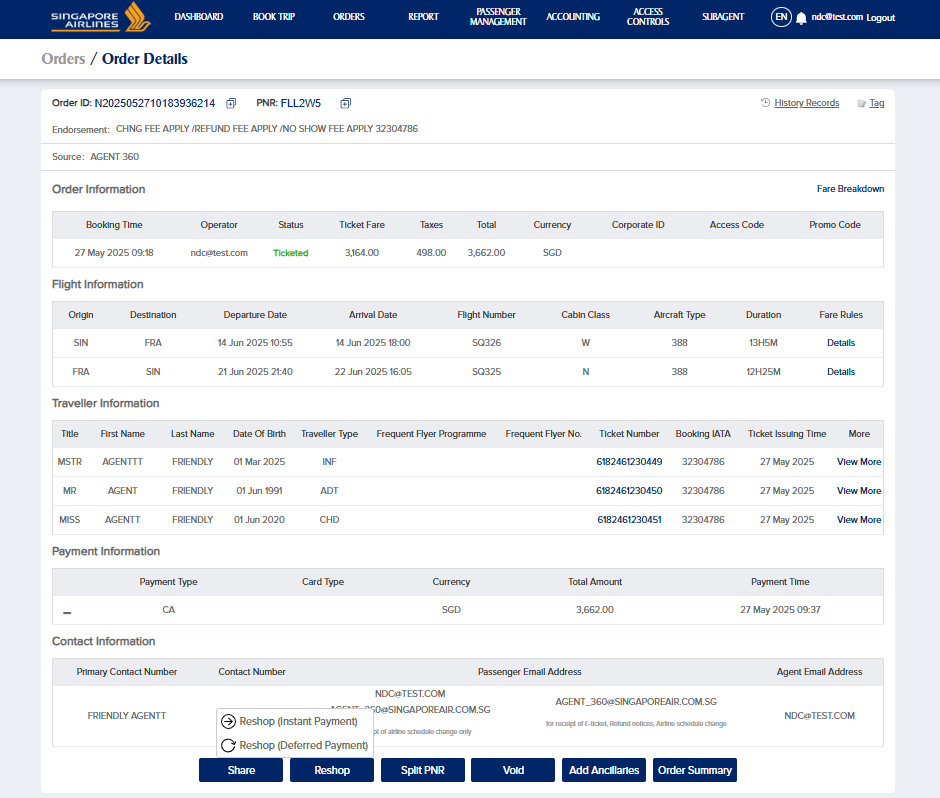 SINGAPORE AIRLINES DASHBOARD BOOK TRIP ORDERS REPORT PASSENGER MANAGEMENT ACCOUNTING ACCESS CONTROLS SUBAGENT EN ndc@test.com Logout
Orders / Order Details
Order ID: N2025052710183936214 PNR: FLL2W5 History Records Tag
Endorsement: CHNG FEE APPLY /REFUND FEE APPLY /NO SHOW FEE APPLY 32304786
Source: AGENT 360
Order Information Fare Breakdown
Booking Time Operator Status Ticket Fare Taxes Total Currency Corporate ID Access Code Promo Code
27 May 2025 09:18 ndc@test.com Ticketed 3,164.00 498.00 3,662.00 SGD
Flight Information
Origin Destination Departure Date Arrival Date Flight Number Cabin Class Aircraft Type Duration Fare Rules
SIN FRA 14 Jun 2025 10:55 14 Jun 2025 18:00 SQ326 W 388 13H5M Details
FRA SIN 21 Jun 2025 21:40 22 Jun 2025 16:05 SQ325 N 388 12H25M Details
Traveller Information
Title First Name Last Name Date Of Birth Traveller Type Frequent Flyer Programme Frequent Flyer No. Ticket Number Booking IATA Ticket Issuing Time More
MSTR AGENTTT FRIENDLY 01 Mar 2025 INF 6182461230449 32304786 27 May 2025 View More
MR AGENT FRIENDLY 01 Jun 1991 ADT 6182461230450 32304786 27 May 2025 View More
MISS AGENTT FRIENDLY 01 Jun 2020 CHD 6182461230451 32304786 27 May 2025 View More
Payment Information
Payment Type Card Type Currency Total Amount Payment Time
CA SGD 3,662.00 27 May 2025 09:37
Contact Information
Primary Contact Number Contact Number Passenger Email Address Agent Email Address
NDC@TEST.COM
AGENT_360@SINGAPOREAIR.COM.SG
AGENT_360@SINGAPOREAIR.COM.SG
FRIENDLY AGENTT NDC@TEST.COM
Reshop (Instant Payment)
for receipt of E-ticket, Refund notices, Airline schedule change
of airline schedule change only
Reshop (Deferred Payment)
Share Reshop Split PNR Void Add Ancillaries Order Summary